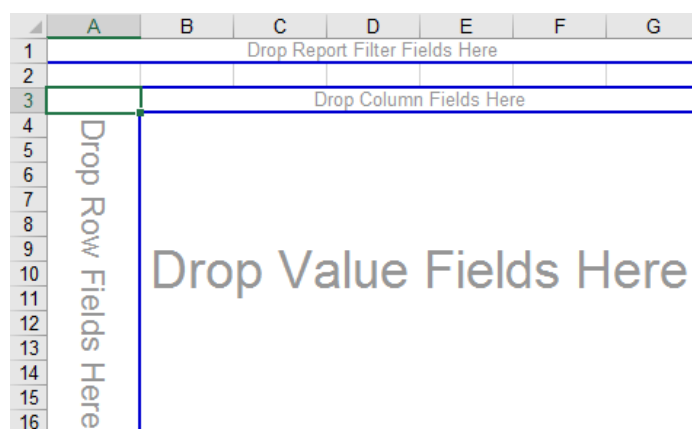 A B C D E F G
1 Drop Report Filter Fields Here
2
3 Drop Column Fields Here
4
5
6
7
8
9
10
11
12
13
14
15
16
Drop Row Fields Here
Drop Value Fields Here